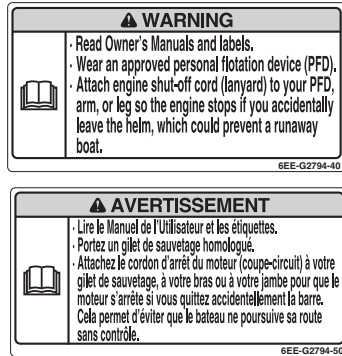 ⚠ WARNING
· Read Owner's Manuals and labels.
· Wear an approved personal flotation device (PFD).
· Attach engine shut-off cord (lanyard) to your PFD,
arm, or leg so the engine stops if you accidentally
leave the helm, which could prevent a runaway
boat.
6EE-G2794-40
⚠ AVERTISSEMENT
· Lire le Manuel de l'Utilisateur et les étiquettes.
· Portez un gilet de sauvetage homologué.
· Attachez le cordon d'arrêt du moteur (coupe-circuit) à votre
gilet de sauvetage, à votre bras ou à votre jambe pour que le
moteur s'arrête si vous quittez accidentellement la barre.
Cela permet d'éviter que le bateau ne poursuive sa route
sans contrôle.
6EE-G2794-50